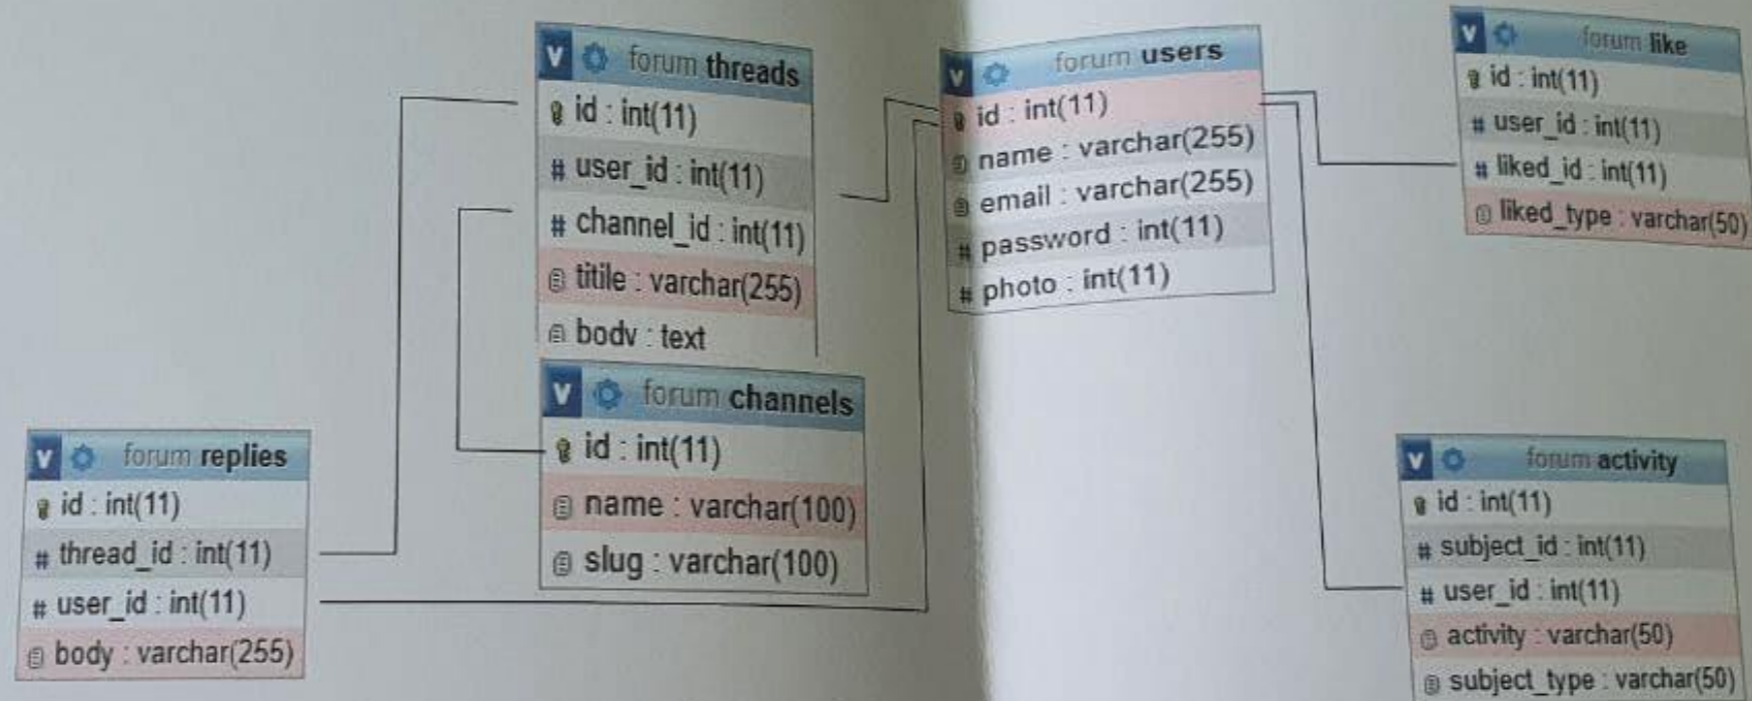 forum threads
id : int(11)
user_id : int(11)
channel_id : int(11)
titile : varchar(255)
body : text
forum users
id : int(11)
name : varchar(255)
email : varchar(255)
password : int(11)
photo : int(11)
forum like
id : int(11)
user_id : int(11)
liked_id : int(11)
liked_type : varchar(50)
forum channels
id : int(11)
name : varchar(100)
slug : varchar(100)
forum replies
id : int(11)
thread_id : int(11)
user_id : int(11)
body : varchar(255)
forum activity
id : int(11)
subject_id : int(11)
user_id : int(11)
activity : varchar(50)
subject_type : varchar(50)